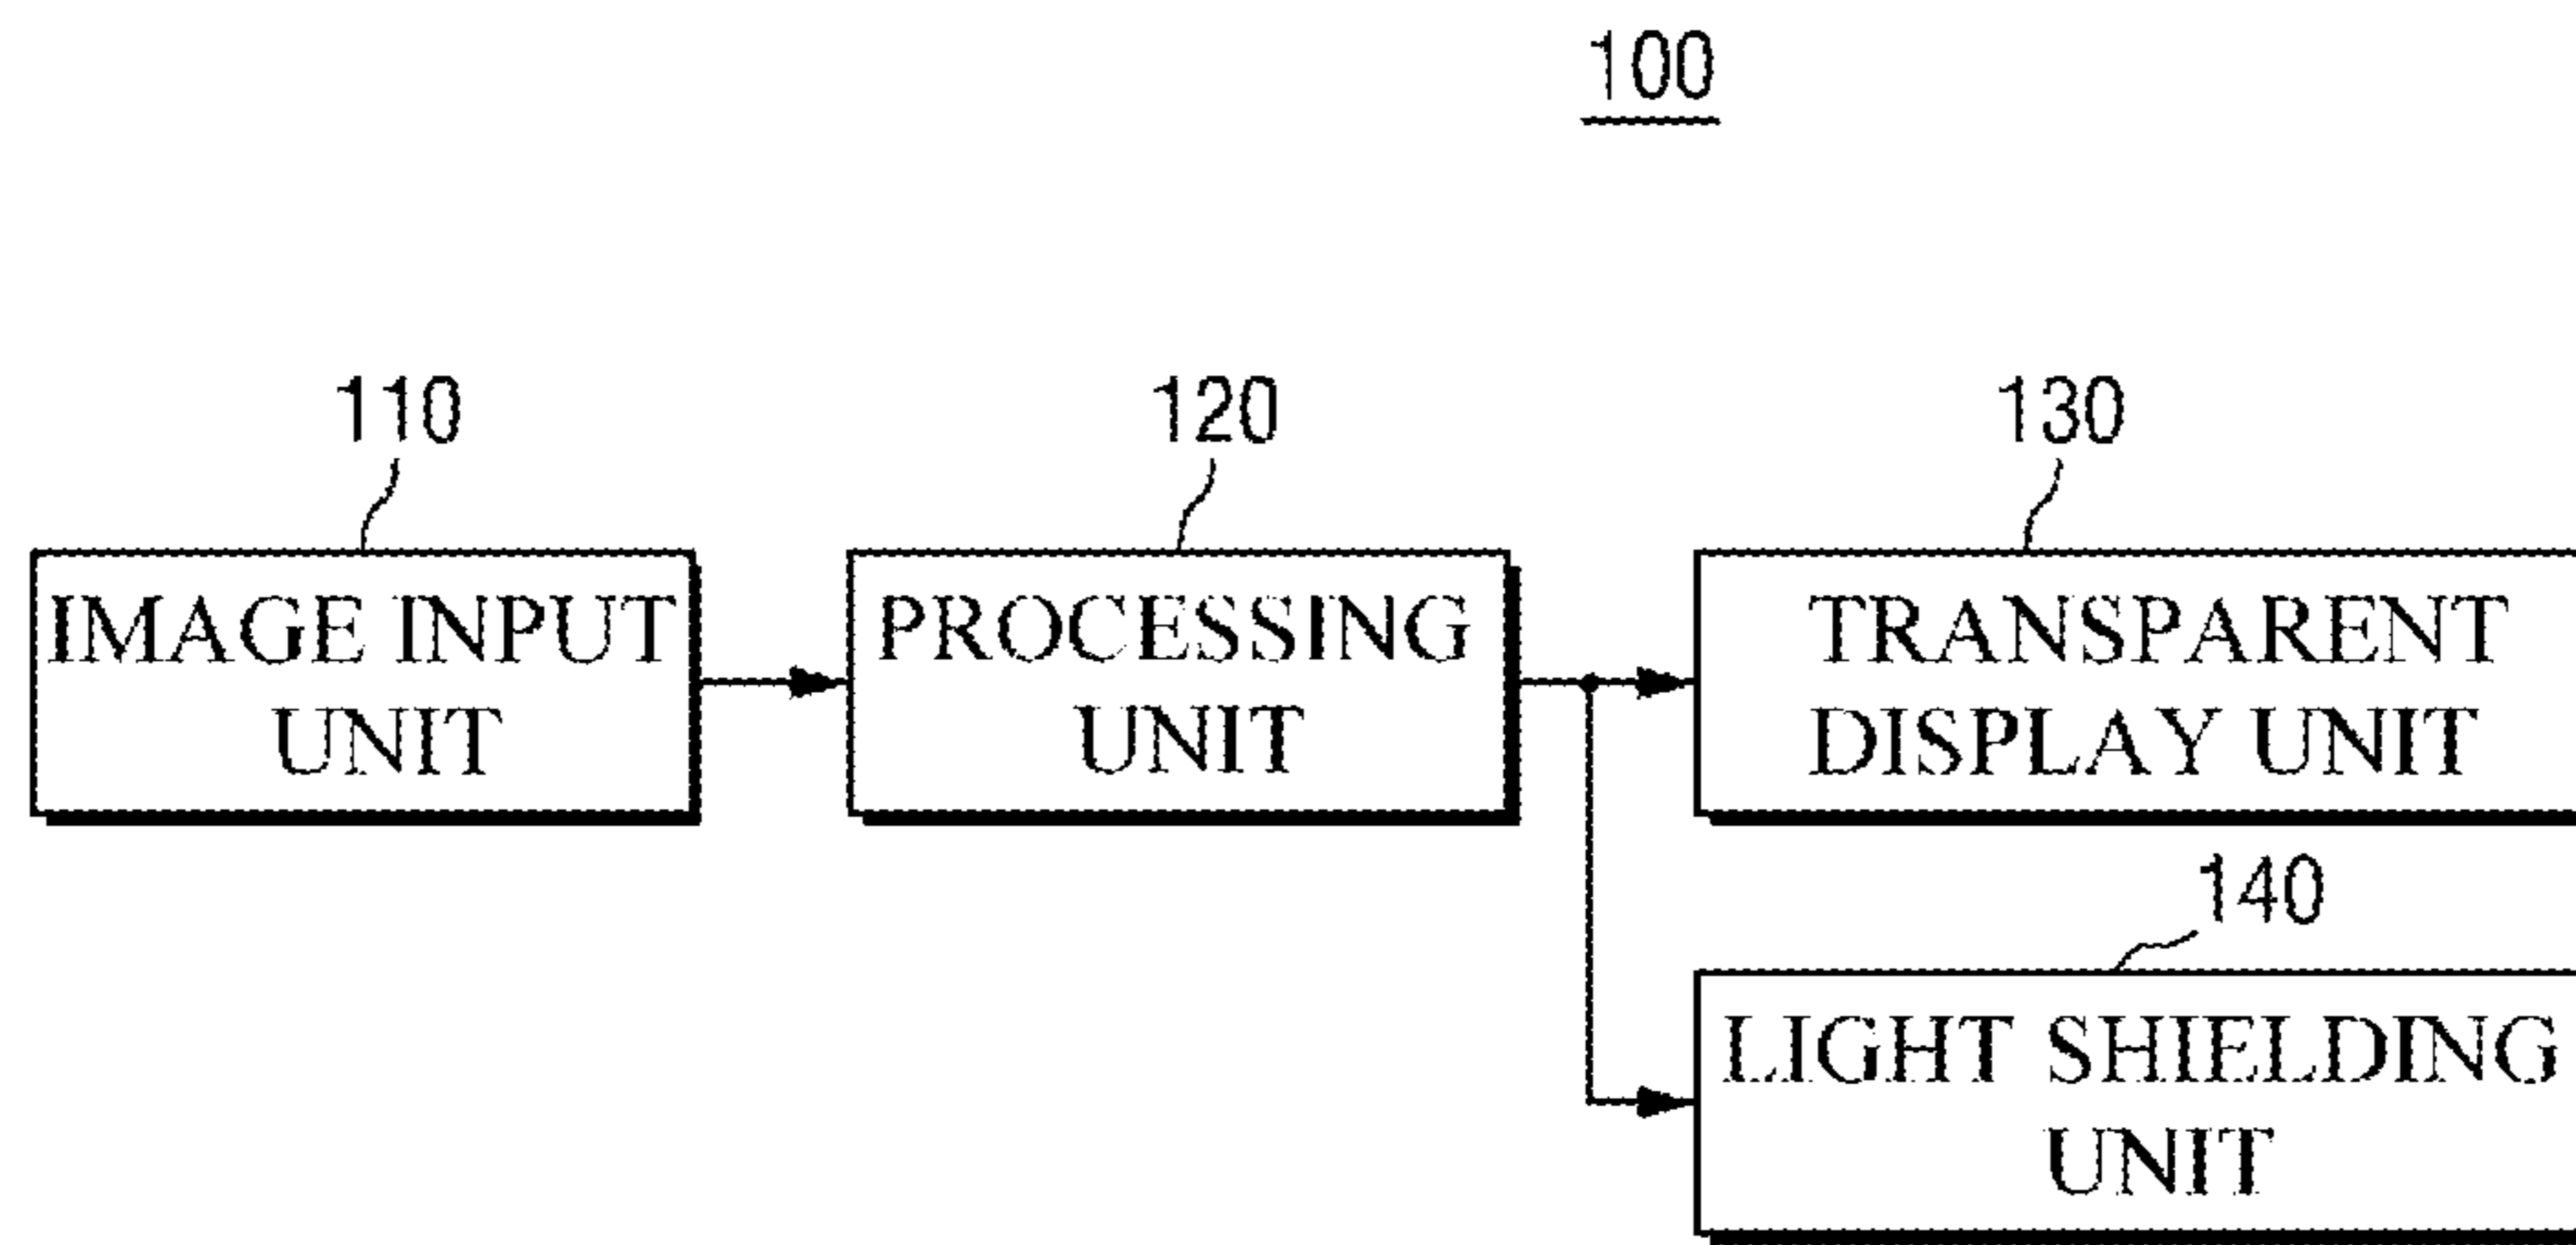 100
110
120
130
IMAGE INPUT
UNIT
PROCESSING
UNIT
TRANSPARENT
DISPLAY UNIT
140
LIGHT SHIELDING
UNIT